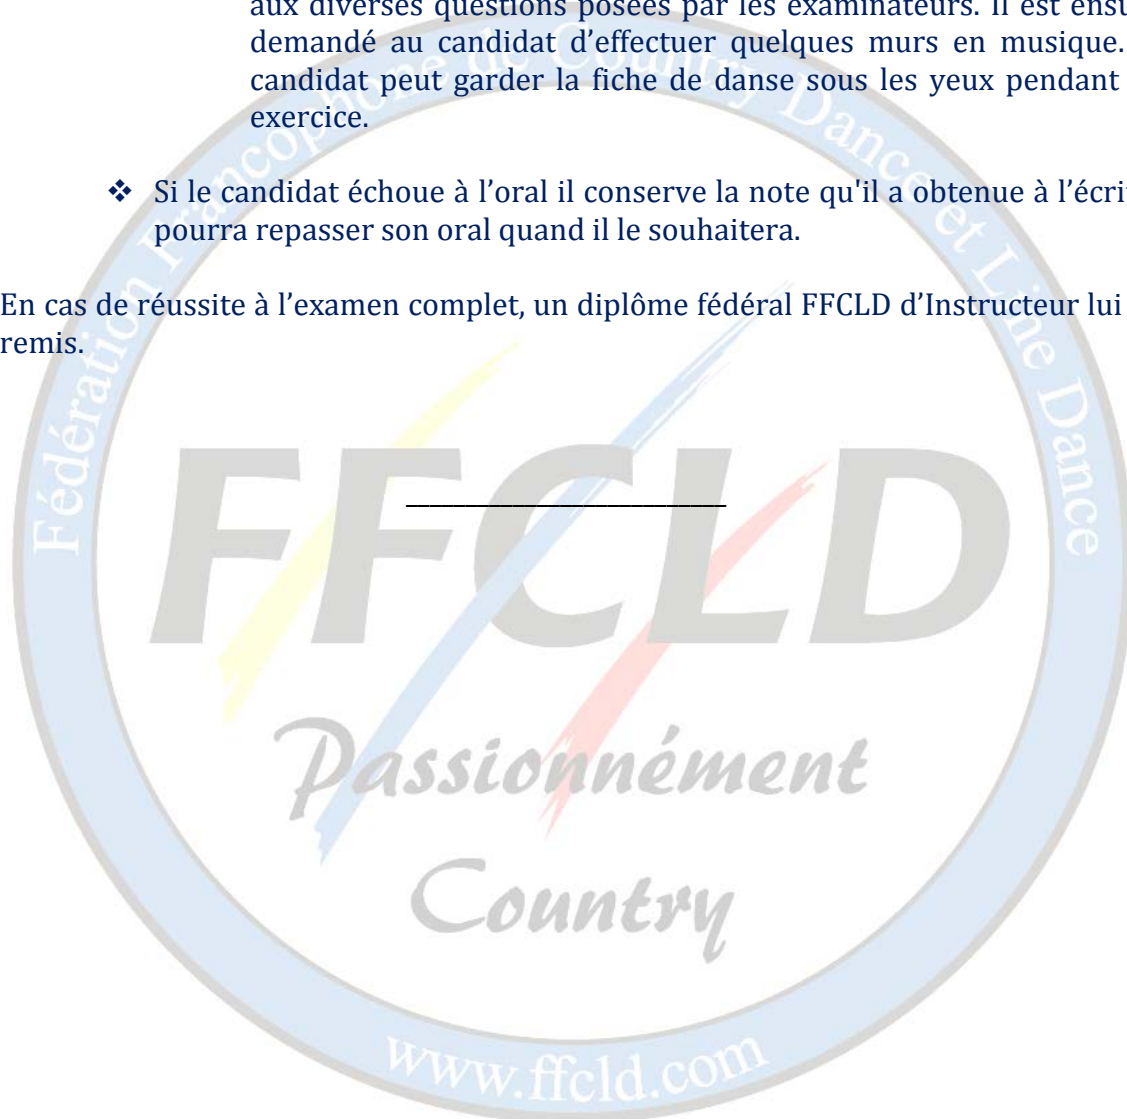 aux diverses questions posées par les examinateurs. Il est ensu
demandé au candidat d’effectuer quelques murs en musique.
candidat peut garder la fiche de danse sous les yeux pendant
exercice.
❖ Si le candidat échoue à l’oral il conserve la note qu'il a obtenue à l’écrit
pourra repasser son oral quand il le souhaitera.
En cas de réussite à l’examen complet, un diplôme fédéral FFCLD d’Instructeur lui
remis.
Fédération Francophone de Country Dance et Line Dance
FFCLD
Passionnément
Country
www.ffcld.com